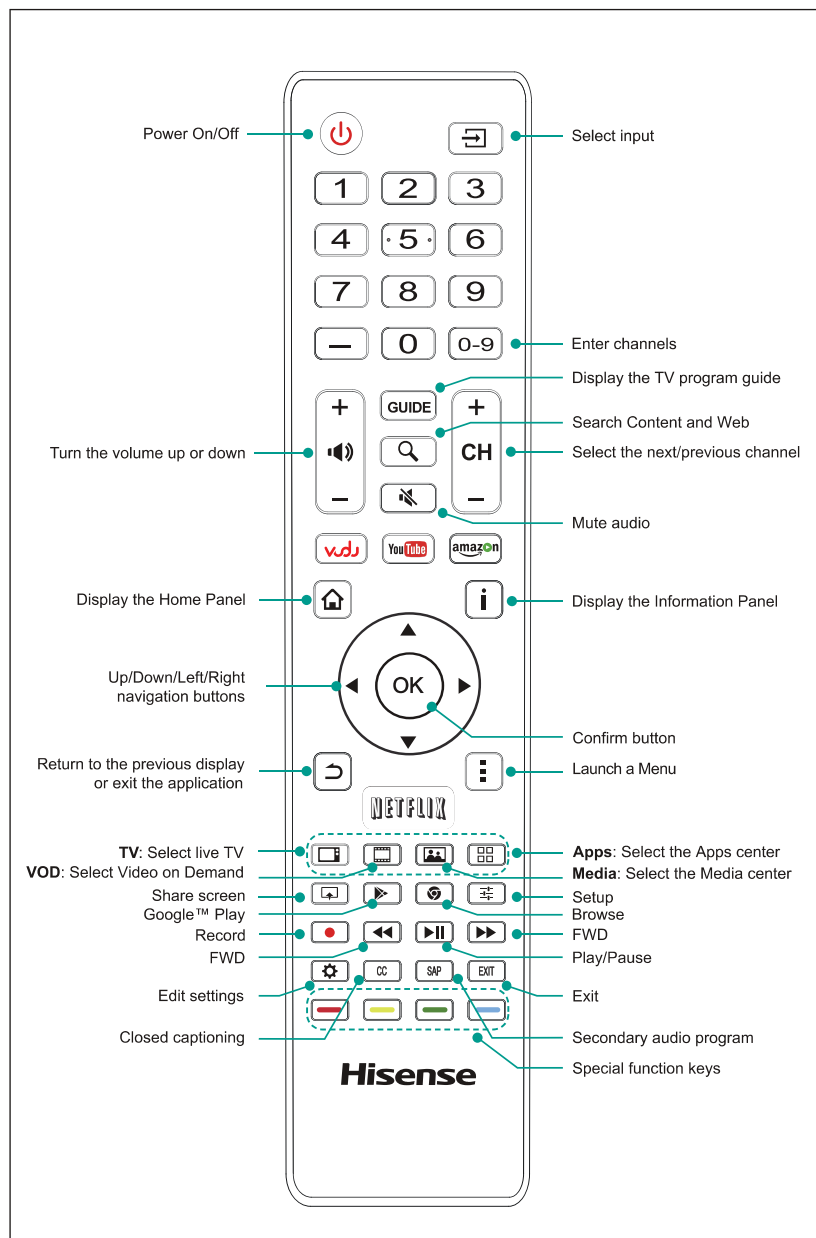 Power On/Off
Select input
1 2 3
4 5 6
7 8 9
— 0 0-9
Enter channels
Display the TV program guide
+ GUIDE +
Search Content and Web
Turn the volume up or down
CH
Select the next/previous channel
— —
Mute audio
vudu YouTube amazon
Display the Home Panel
i
Display the Information Panel
Up/Down/Left/Right
navigation buttons
OK
Confirm button
Return to the previous display
or exit the application
Launch a Menu
NETFLIX
TV: Select live TV
Apps: Select the Apps center
VOD: Select Video on Demand
Media: Select the Media center
Share screen
Setup
Google™ Play
Browse
Record
FWD
FWD
Play/Pause
CC SAP EXIT
Edit settings
Exit
Closed captioning
Secondary audio program
Hisense
Special function keys